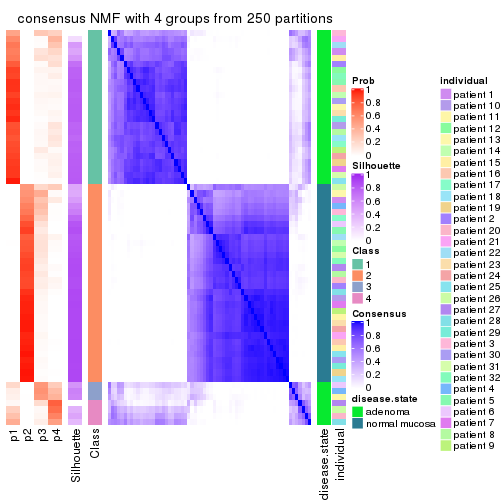 consensus NMF with 4 groups from 250 partitions
p1
p2
p3
p4
Silhouette
Class
disease.state
individual
Prob
1
0.8
0.6
0.4
0.2
0
Silhouette
1
0.8
0.6
0.4
0.2
0
Class
1
2
3
4
Consensus
1
0.8
0.6
0.4
0.2
0
disease.state
adenoma
normal mucosa
individual
patient 1
patient 10
patient 11
patient 12
patient 13
patient 14
patient 15
patient 16
patient 17
patient 18
patient 19
patient 2
patient 20
patient 21
patient 22
patient 23
patient 24
patient 25
patient 26
patient 27
patient 28
patient 29
patient 3
patient 30
patient 31
patient 32
patient 4
patient 5
patient 6
patient 7
patient 8
patient 9